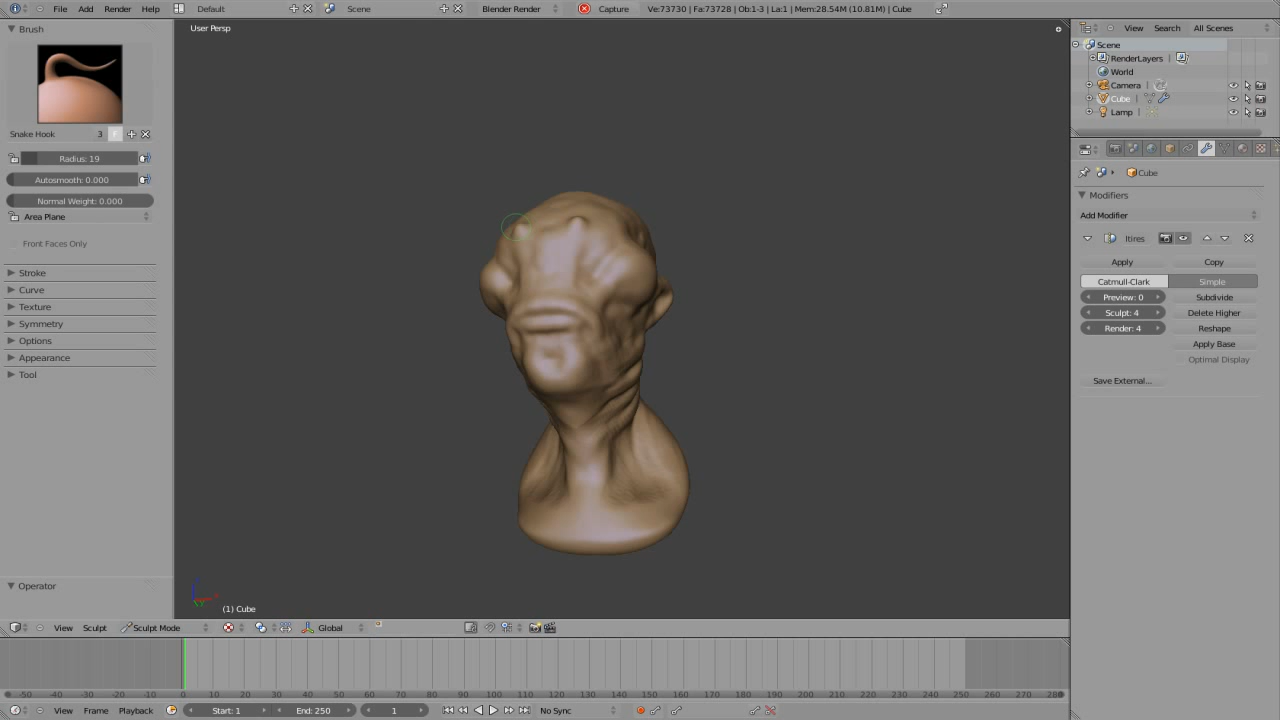 File Add Render Help Default Scene Blender Render Capture Ve:73730 | Fa:73728 | Ob:1-3 | La:1 | Mem:28.54M (10.81M) | Cube
Brush
Snake Hook 3 F
Radius: 19
Autosmooth: 0.000
Normal Weight: 0.000
Area Plane
Front Faces Only
Stroke
Curve
Texture
Symmetry
Options
Appearance
Tool
Operator
User Persp
(1) Cube
View Sculpt Sculpt Mode Global
View Search All Scenes
Scene
RenderLayers
World
Camera
Cube
Lamp
Cube
Modifiers
Add Modifier
ltires
Apply Copy
Catmull-Clark Simple
Preview: 0 Subdivide
Sculpt: 4 Delete Higher
Render: 4 Reshape
Apply Base
Optimal Display
Save External...
-50 -40 -30 -20 -10 0 10 20 30 40 50 60 70 80 90 100 110 120 130 140 150 160 170 180 190 200 210 220 230 240 250 260 270 280
View Frame Playback Start: 1 End: 250 1 No Sync